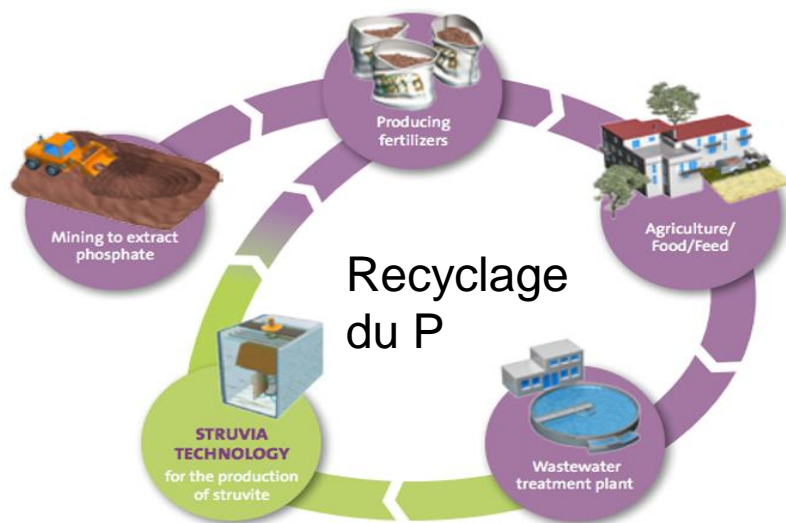 Producing
fertilizers
Mining to extract
phosphate
Agriculture/
Food/Feed
Recyclage
du P
STRUVIA
TECHNOLOGY
for the production
of struvite
Wastewater
treatment plant